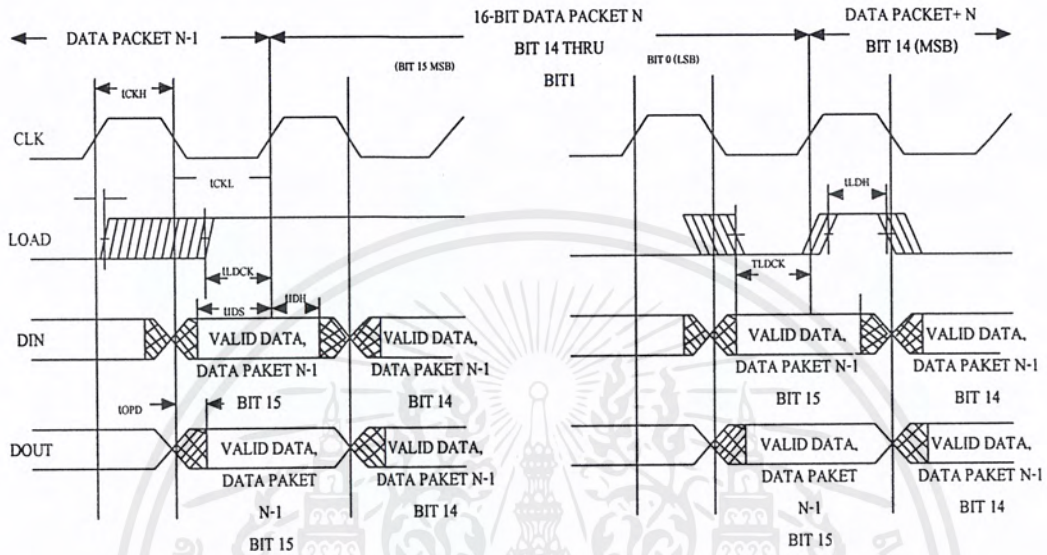 DATA PACKET N-1
16-BIT DATA PACKET N
BIT 14 THRU
BIT1
(BIT 15 MSB)
BIT 0 (LSB)
DATA PACKET+ N
BIT 14 (MSB)
tCKH
CLK
tCKL
tLDH
LOAD
tLDCK
TLDCK
tIDS
tIDH
DIN
VALID DATA,
DATA PAKET N-1
BIT 15
VALID DATA,
DATA PAKET N-1
BIT 14
VALID DATA,
DATA PAKET N-1
BIT 15
VALID DATA,
DATA PAKET N-1
BIT 14
tOPD
DOUT
VALID DATA,
DATA PAKET
N-1
BIT 15
VALID DATA,
DATA PAKET N-1
BIT 14
VALID DATA,
DATA PAKET
N-1
BIT 15
VALID DATA,
DATA PAKET N-1
BIT 14